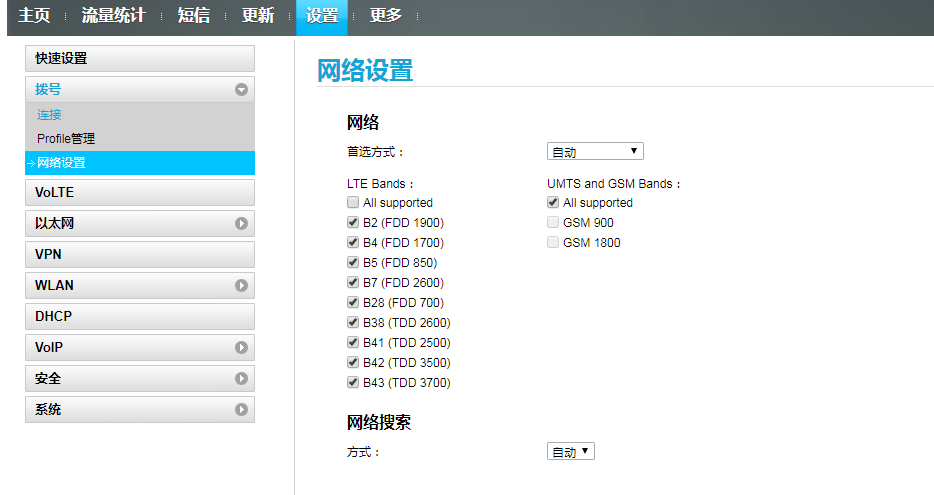 主页 流量统计 短信 更新 设置 更多
快速设置
拨号
连接
Profile管理
网络设置
VoLTE
以太网
VPN
WLAN
DHCP
VoIP
安全
系统
网络设置
网络
首选方式： 自动
LTE Bands： UMTS and GSM Bands：
All supported All supported
B2 (FDD 1900) GSM 900
B4 (FDD 1700) GSM 1800
B5 (FDD 850)
B7 (FDD 2600)
B28 (FDD 700)
B38 (TDD 2600)
B41 (TDD 2500)
B42 (TDD 3500)
B43 (TDD 3700)
网络搜索
方式： 自动